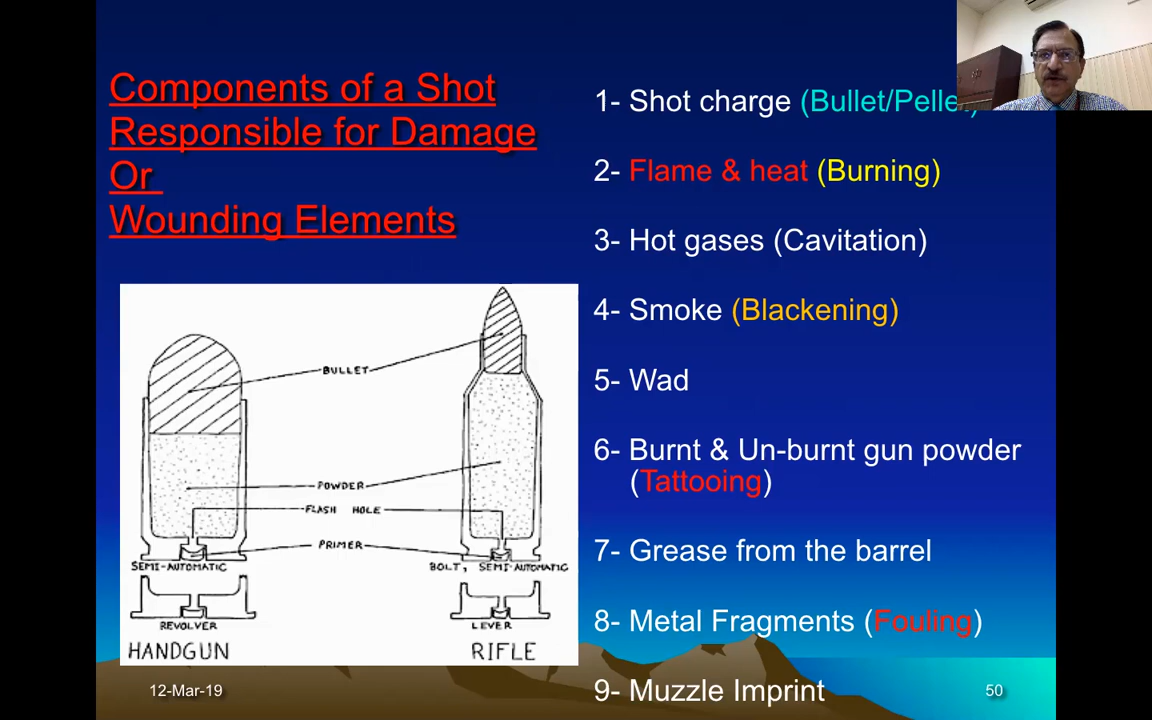 Components of a Shot
Responsible for Damage
Or
Wounding Elements
1- Shot charge (Bullet/Pellet)
2- Flame & heat (Burning)
3- Hot gases (Cavitation)
4- Smoke (Blackening)
5- Wad
6- Burnt & Un-burnt gun powder
(Tattooing)
7- Grease from the barrel
8- Metal Fragments (Fouling)
9- Muzzle Imprint
BULLET
POWDER
FLASH HOLE
PRIMER
SEMI-AUTOMATIC
BOLT, SEMI-AUTOMATIC
REVOLVER
LEVER
HANDGUN
RIFLE
12-Mar-19
50